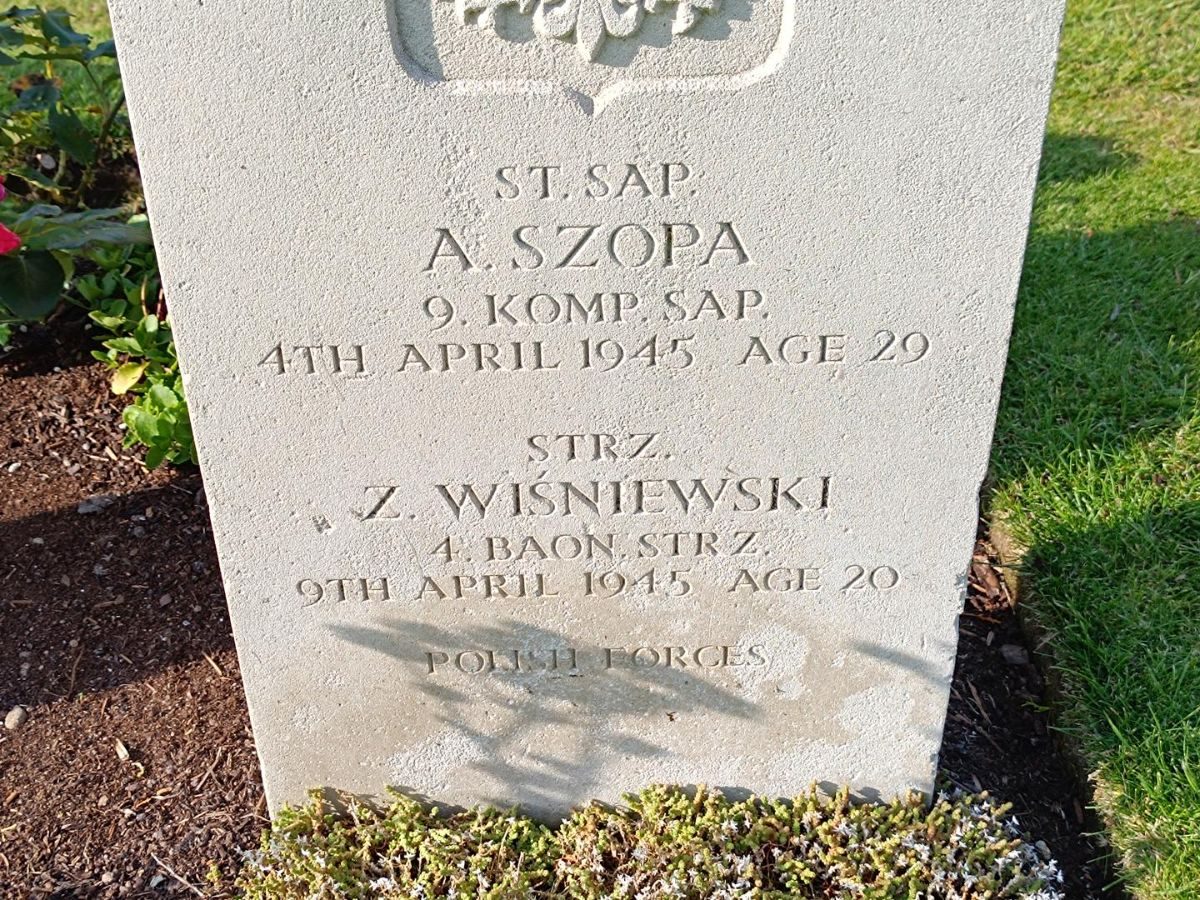 ST. SAP.
A. SZOPA
9. KOMP. SAP.
4TH APRIL 1945 AGE 29
STRZ.
Z. WIŚNIEWSKI
4. BAON. STRZ.
9TH APRIL 1945 AGE 20
POLISH FORCES